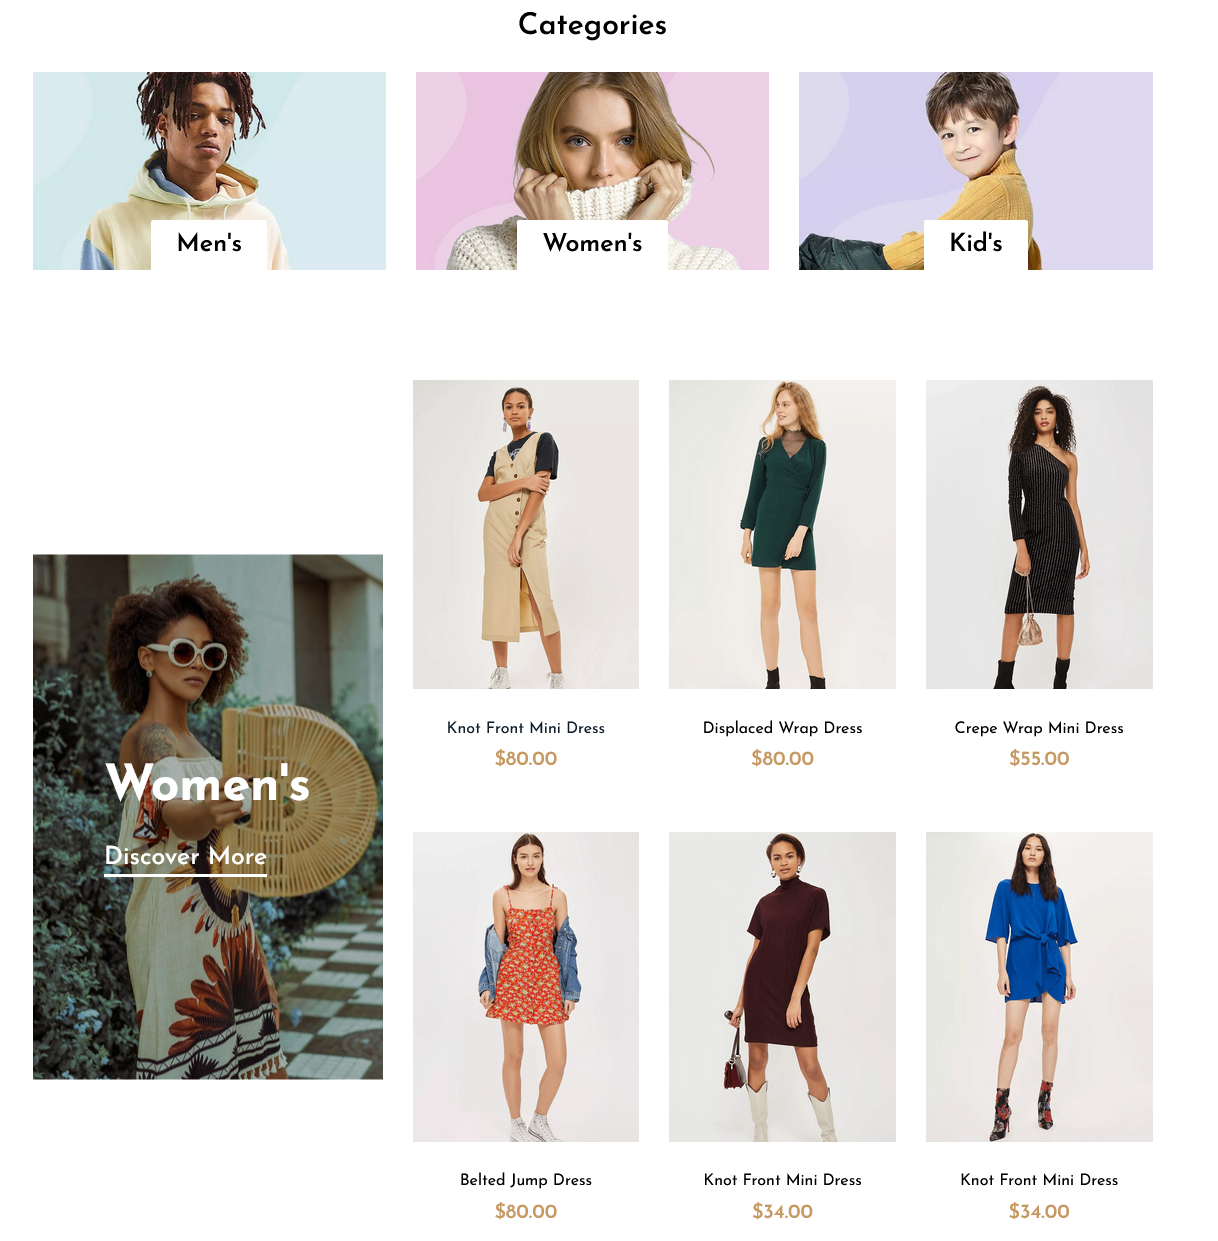 Categories
Men's
Women's
Kid's
Women's
Discover More
Knot Front Mini Dress
$80.00
Displaced Wrap Dress
$80.00
Crepe Wrap Mini Dress
$55.00
Belted Jump Dress
$80.00
Knot Front Mini Dress
$34.00
Knot Front Mini Dress
$34.00